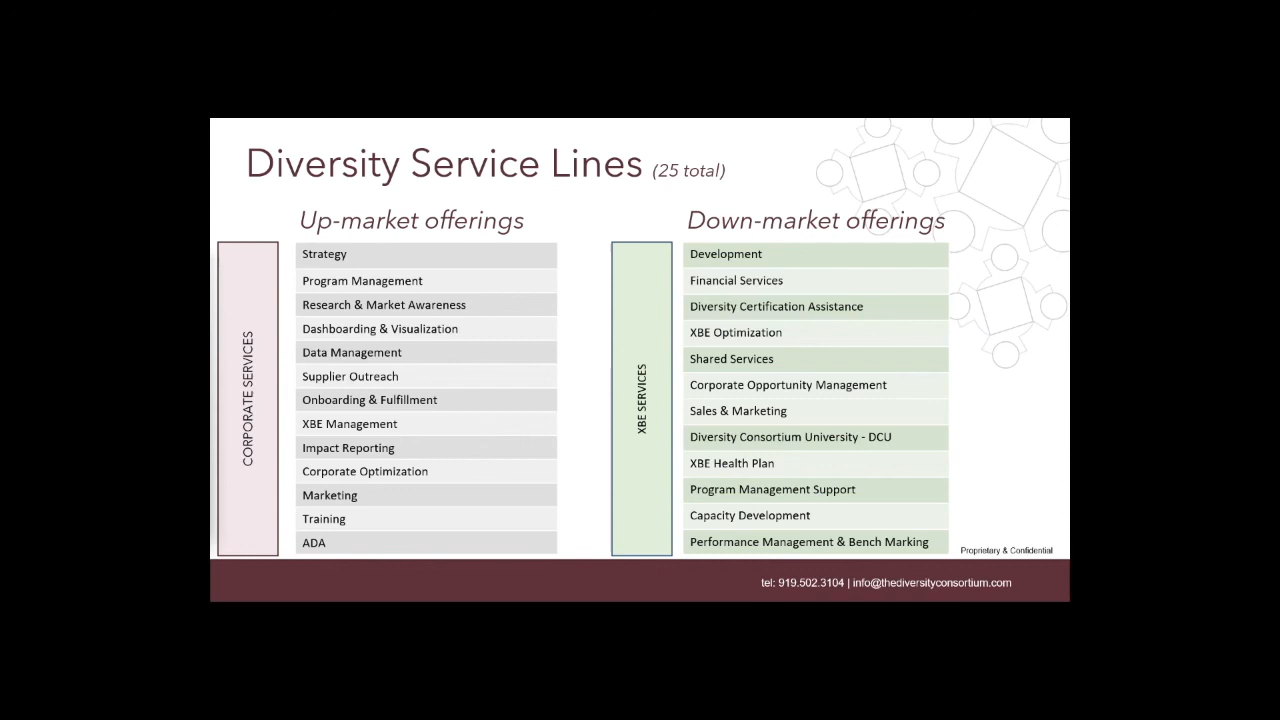 Diversity Service Lines (25 total)
Up-market offerings
CORPORATE SERVICES
Strategy
Program Management
Research & Market Awareness
Dashboarding & Visualization
Data Management
Supplier Outreach
Onboarding & Fulfillment
XBE Management
Impact Reporting
Corporate Optimization
Marketing
Training
ADA
Down-market offerings
XBE SERVICES
Development
Financial Services
Diversity Certification Assistance
XBE Optimization
Shared Services
Corporate Opportunity Management
Sales & Marketing
Diversity Consortium University - DCU
XBE Health Plan
Program Management Support
Capacity Development
Performance Management & Bench Marking
Proprietary & Confidential
tel: 919.502.3104 | info@thediversityconsortium.com